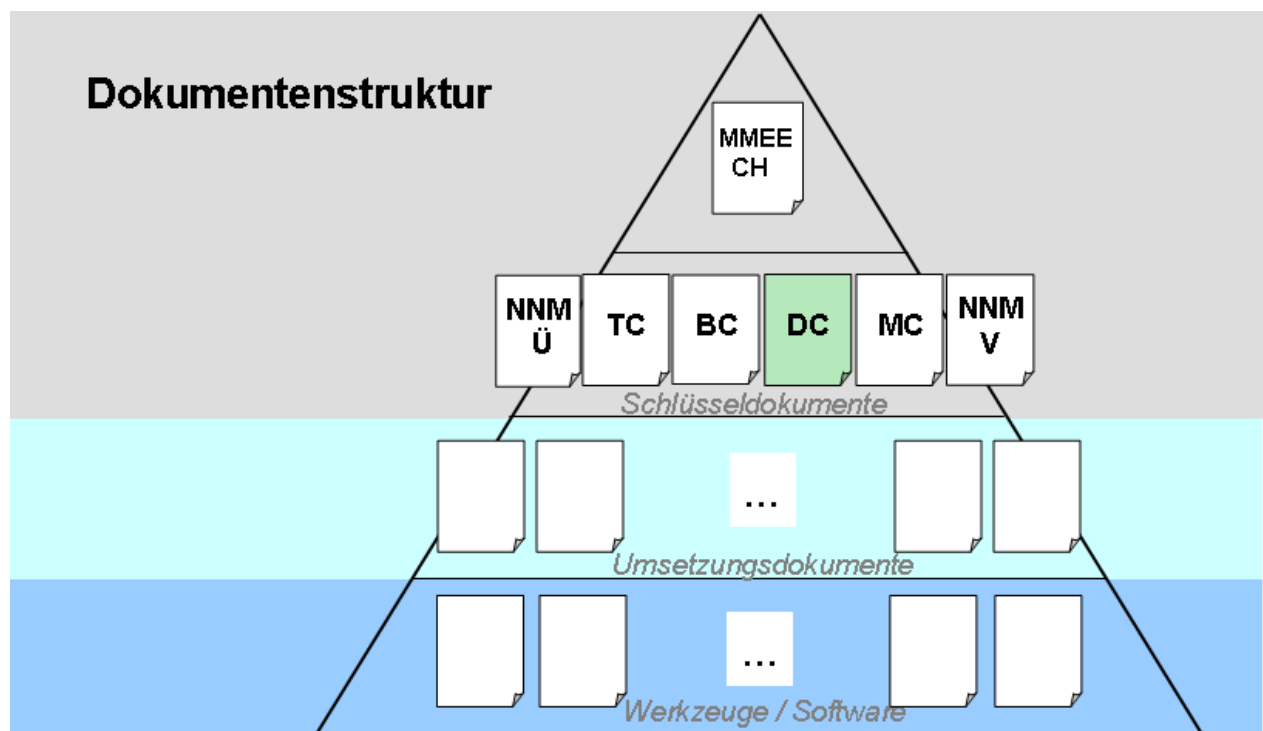 Dokumentenstruktur
MMEE
CH
NNM
Ü
TC
BC
DC
MC
NNM
V
Schlüsseldokumente
...
Umsetzungsdokumente
...
Werkzeuge / Software